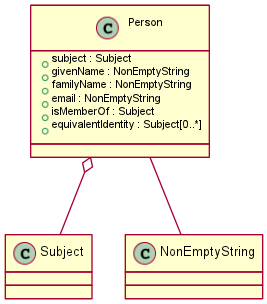 C Person
subject : Subject
givenName : NonEmptyString
familyName : NonEmptyString
email : NonEmptyString
isMemberOf : Subject
equivalentIdentity : Subject[0..*]
C Subject
C NonEmptyString